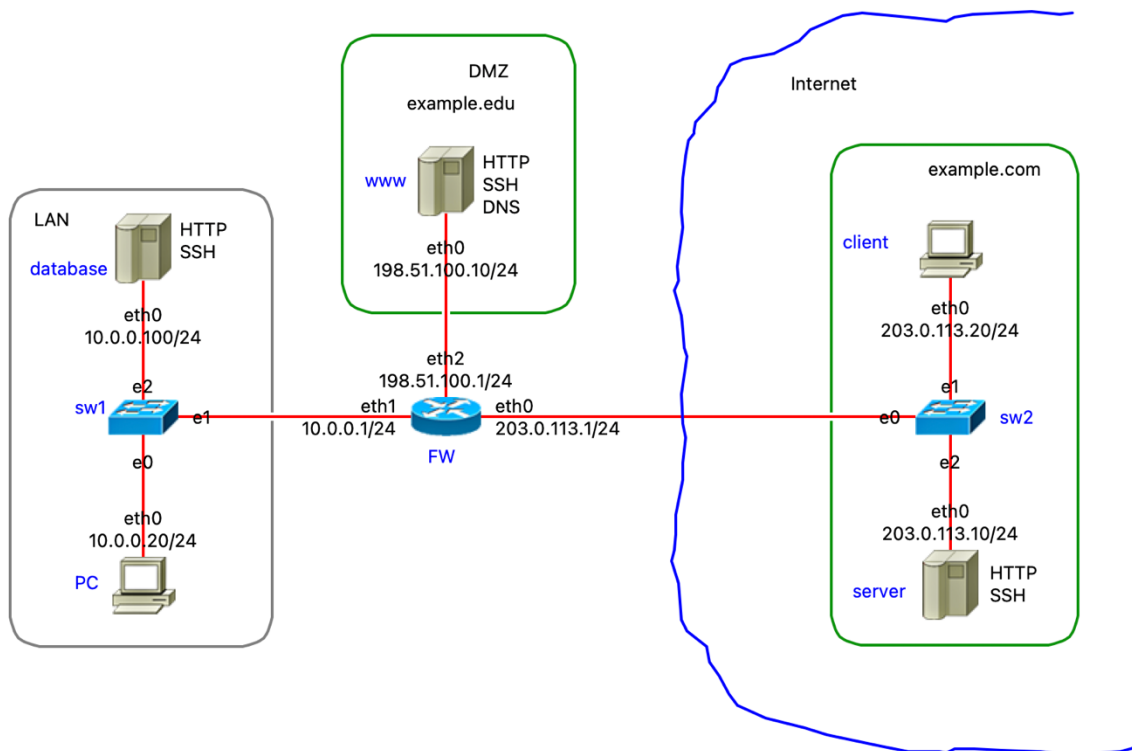 DMZ
example.edu
www
HTTP
SSH
DNS
eth0
198.51.100.10/24
Internet
example.com
client
eth0
203.0.113.20/24
e1
LAN
HTTP
SSH
database
eth0
10.0.0.100/24
e2
sw1
e1
e0
eth0
10.0.0.20/24
PC
eth2
198.51.100.1/24
eth1
10.0.0.1/24
eth0
203.0.113.1/24
FW
e0
sw2
e2
eth0
203.0.113.10/24
server
HTTP
SSH